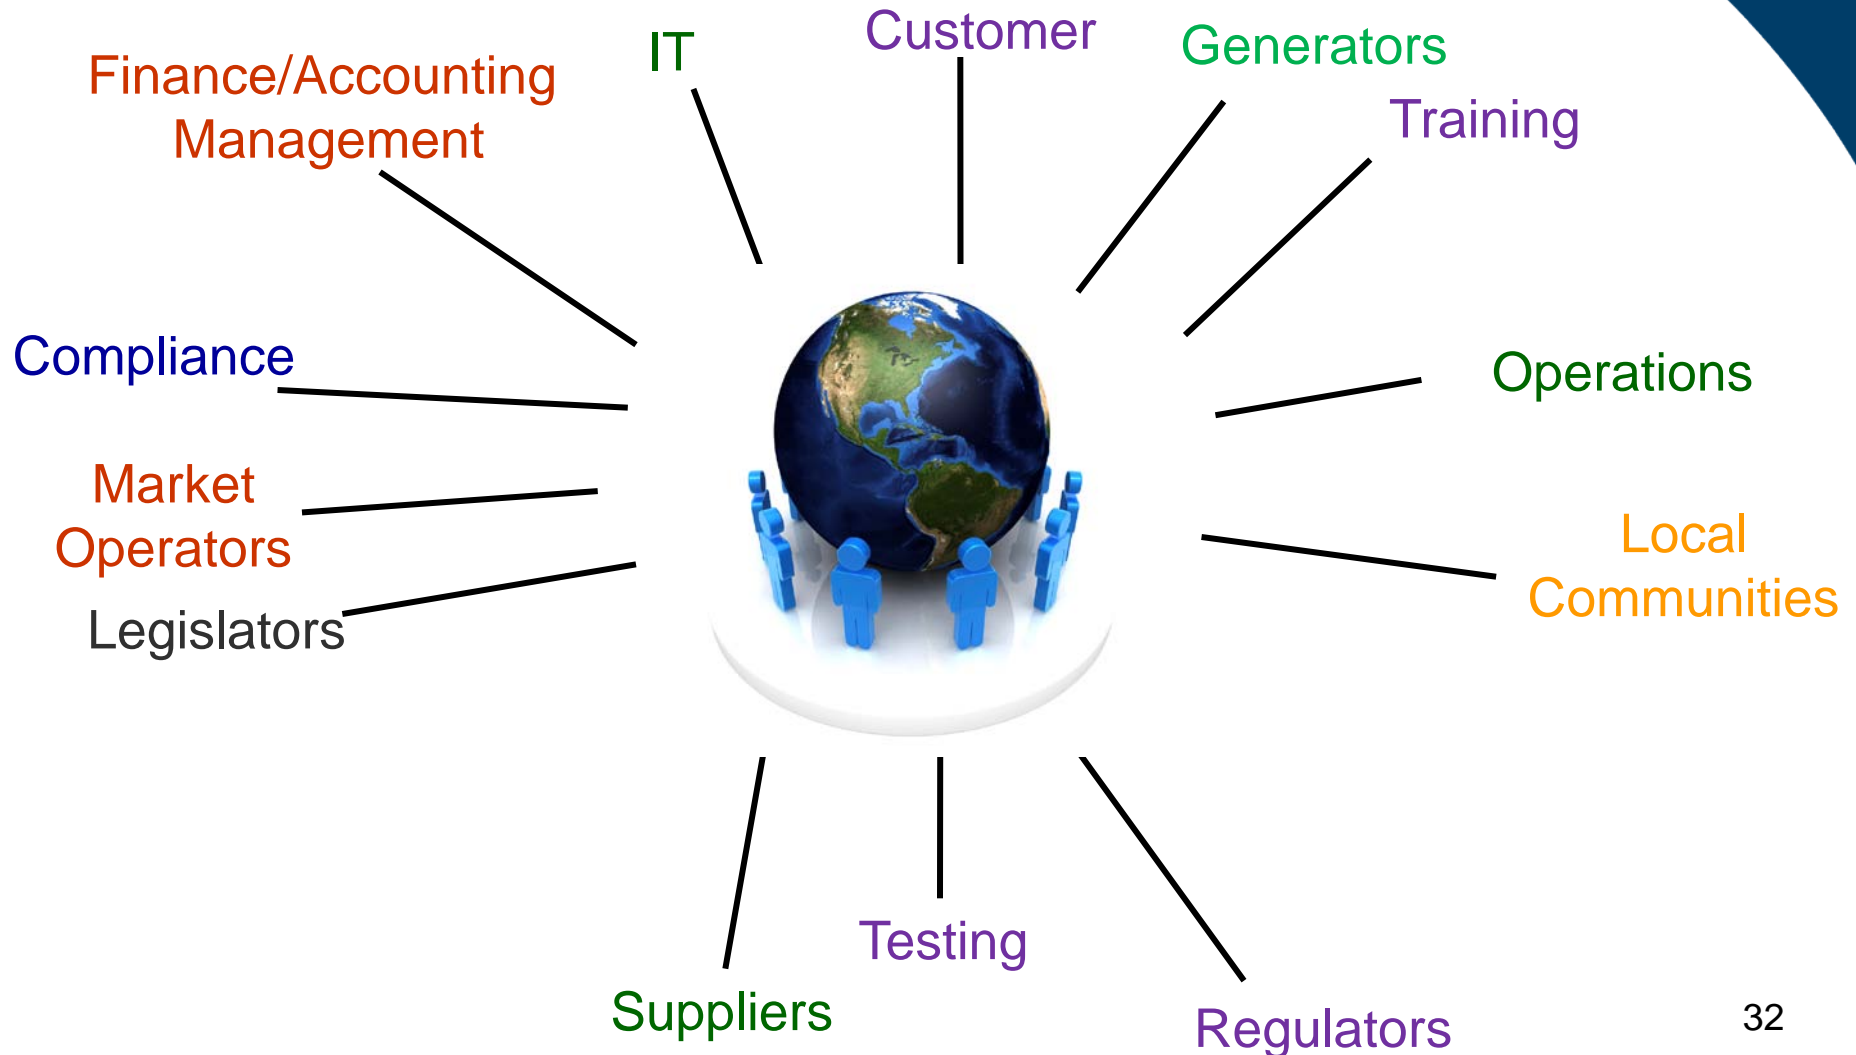 Customer
IT
Generators
Finance/Accounting
Management
Training
Compliance
Operations
Market
Operators
Local
Communities
Legislators
Testing
Suppliers
Regulators
32